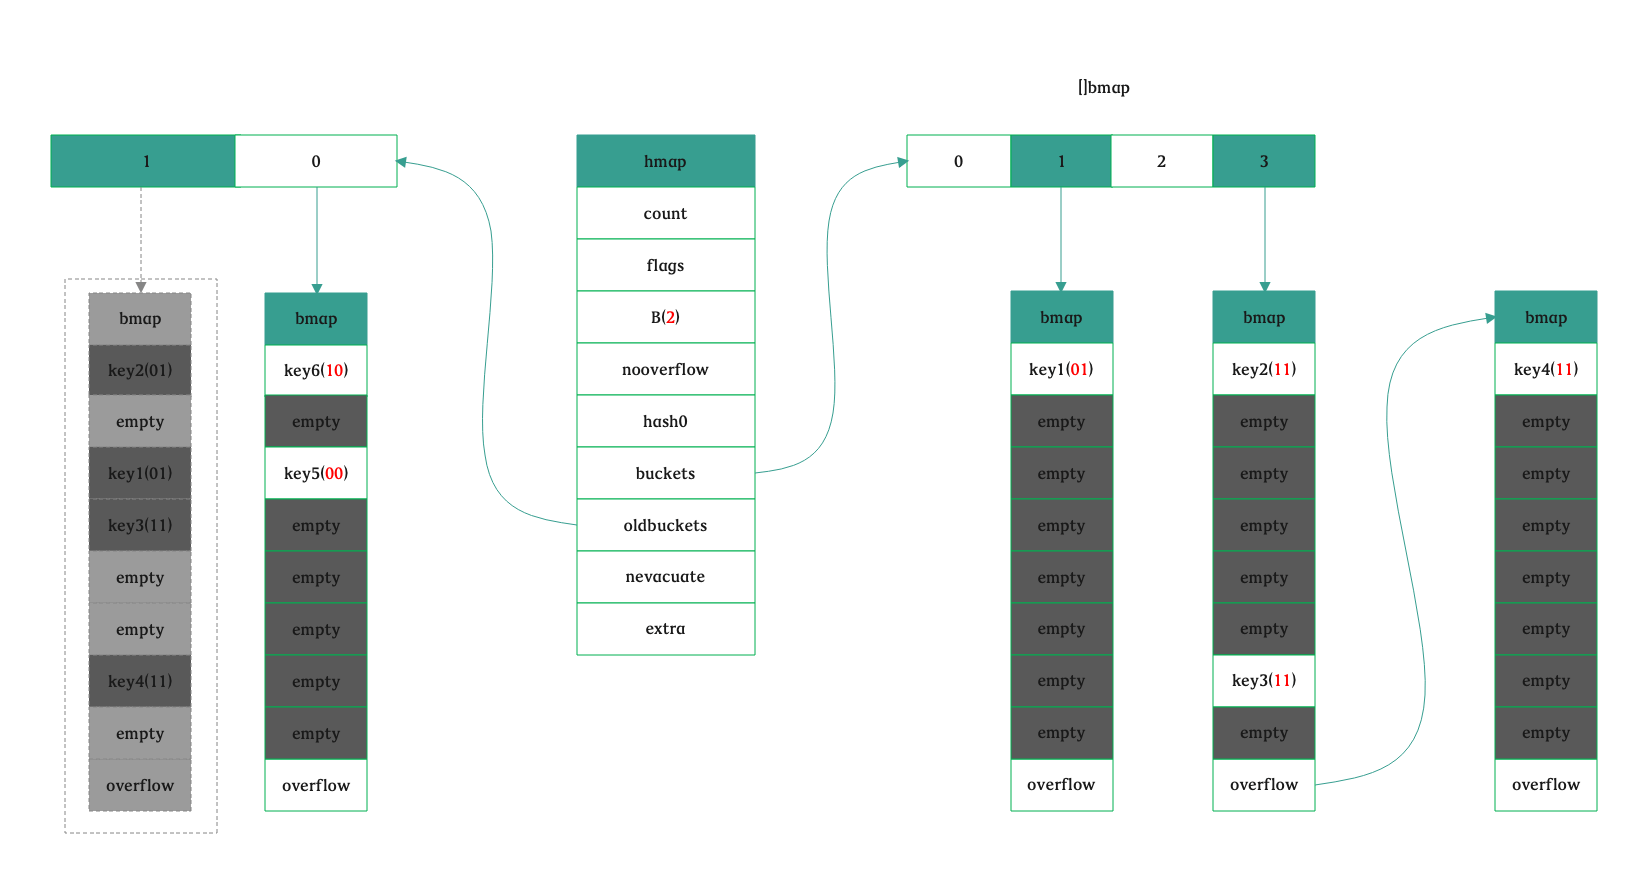 []bmap
1
0
hmap
0
1
2
3
count
flags
B(2)
nooverflow
hash0
buckets
oldbuckets
nevacuate
extra
bmap
key2(01)
empty
key1(01)
key3(11)
empty
empty
key4(11)
empty
overflow
bmap
key6(10)
empty
key5(00)
empty
empty
empty
empty
empty
overflow
bmap
key1(01)
empty
empty
empty
empty
empty
empty
empty
overflow
bmap
key2(11)
empty
empty
empty
empty
empty
key3(11)
empty
overflow
bmap
key4(11)
empty
empty
empty
empty
empty
empty
empty
overflow